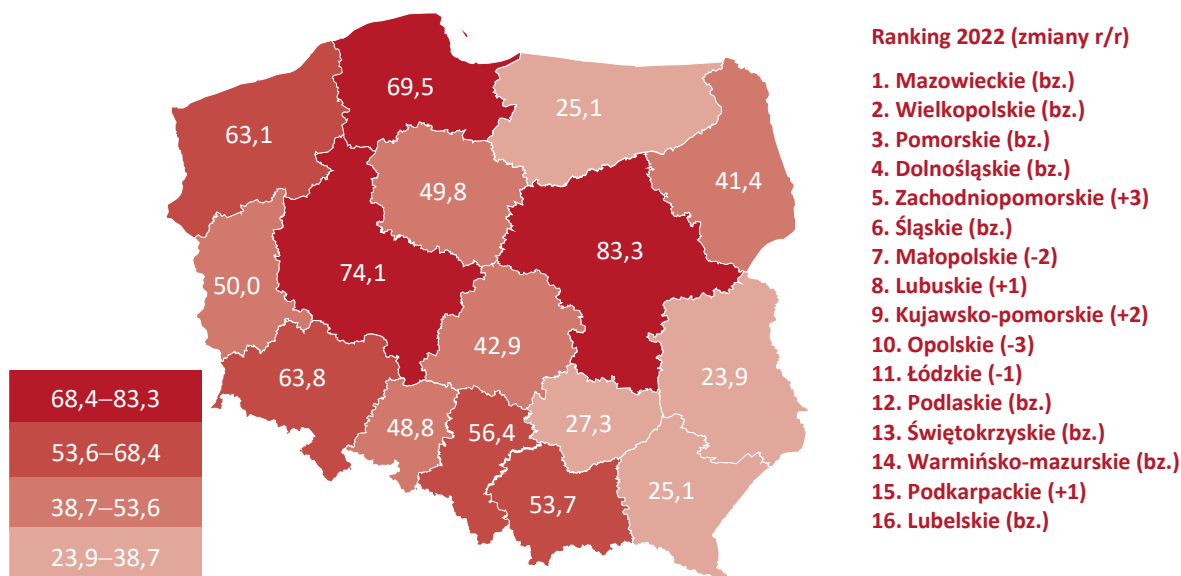 69,5
25,1
63,1
49,8
41,4
83,3
74,1
50,0
42,9
63,8
23,9
48,8
56,4
27,3
25,1
53,7
68,4–83,3
53,6–68,4
38,7–53,6
23,9–38,7
Ranking 2022 (zmiany r/r)
1. Mazowieckie (bz.)
2. Wielkopolskie (bz.)
3. Pomorskie (bz.)
4. Dolnośląskie (bz.)
5. Zachodniopomorskie (+3)
6. Śląskie (bz.)
7. Małopolskie (-2)
8. Lubuskie (+1)
9. Kujawsko-pomorskie (+2)
10. Opolskie (-3)
11. Łódzkie (-1)
12. Podlaskie (bz.)
13. Świętokrzyskie (bz.)
14. Warmińsko-mazurskie (bz.)
15. Podkarpackie (+1)
16. Lubelskie (bz.)